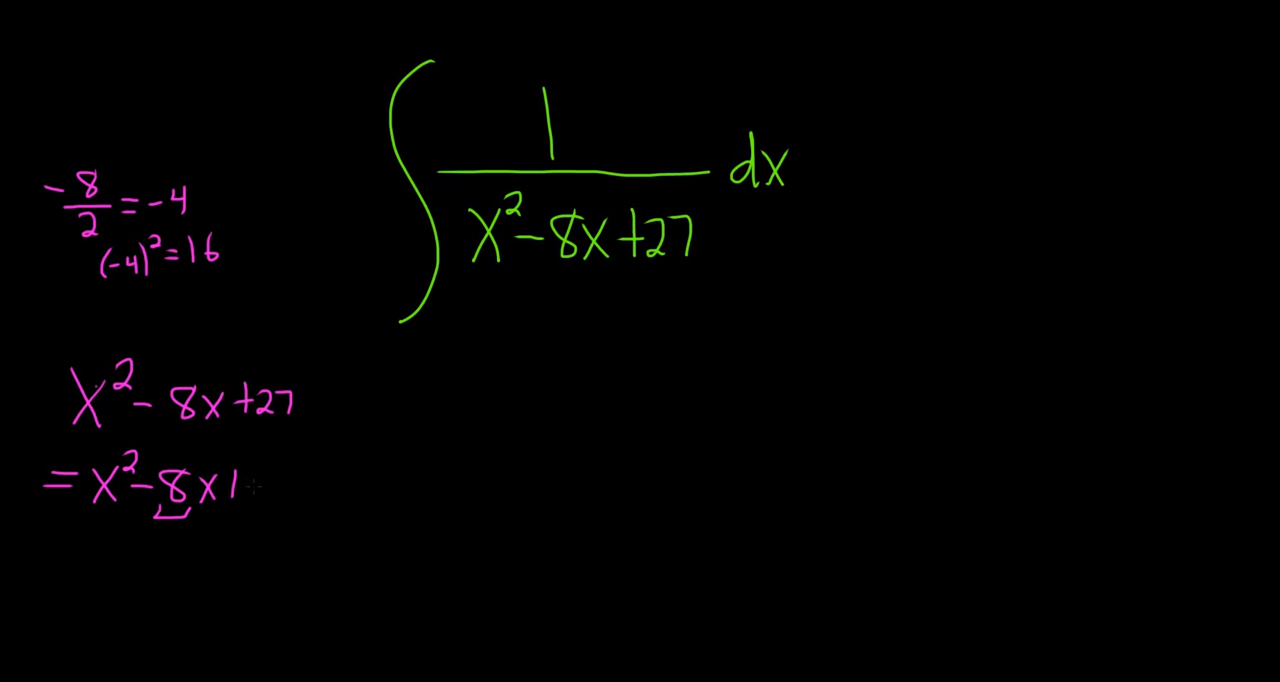 ∫ 1/(x²-8x+27) dx
-8/2 = -4
(-4)² = 16
x²-8x+27
= x²-8x